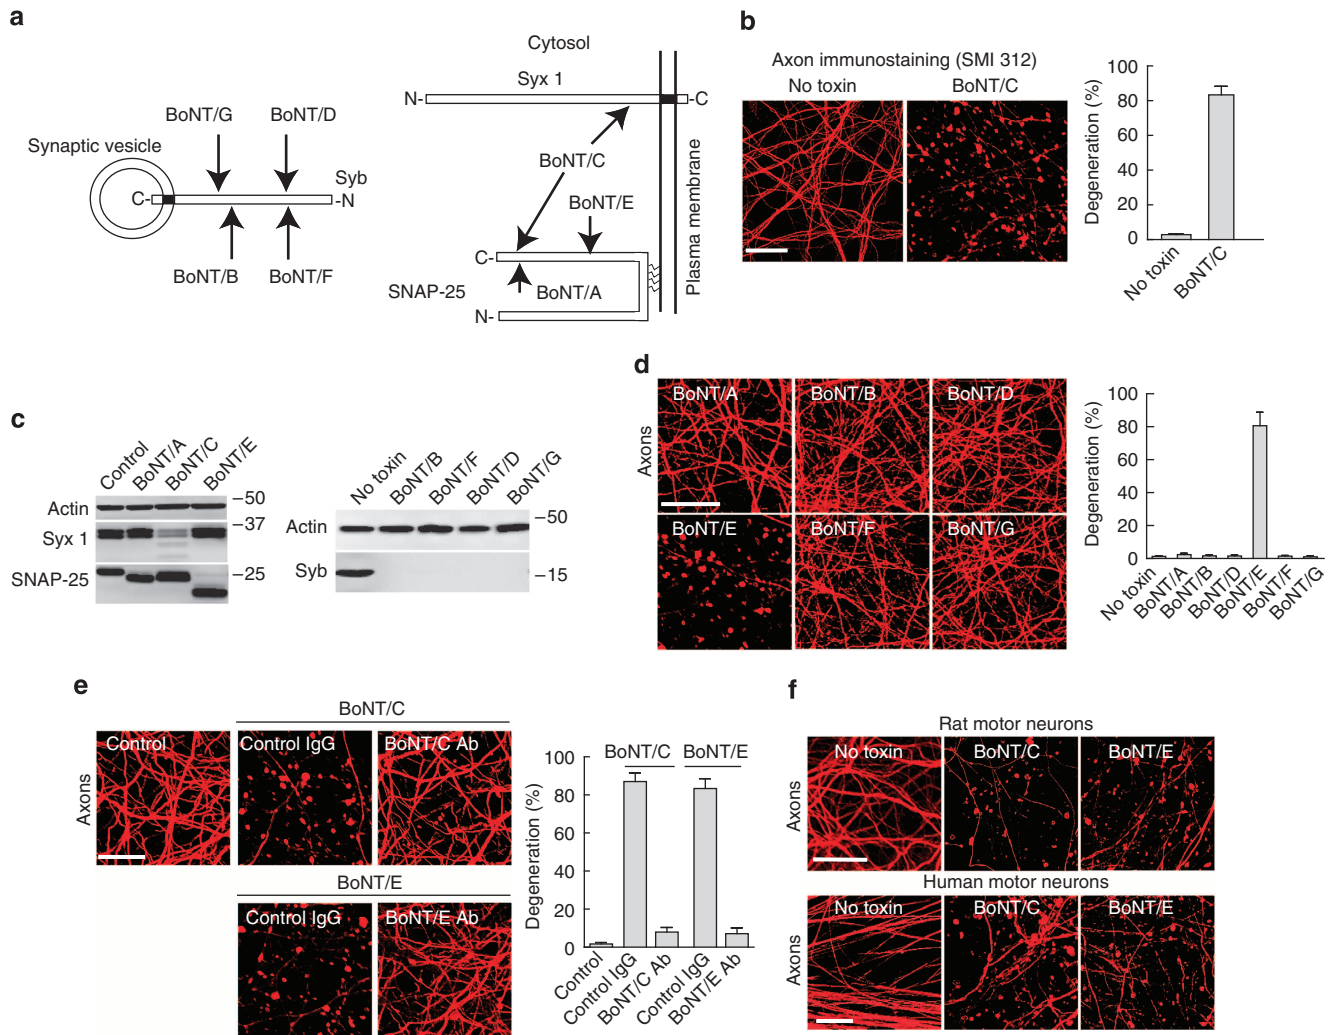 a
Synaptic vesicle
BoNT/G
BoNT/D
C-
Syb
-N
BoNT/B
BoNT/F
Cytosol
Syx 1
N-
-C
BoNT/C
BoNT/E
C-
SNAP-25
BoNT/A
N-
Plasma membrane
b
Axon immunostaining (SMI 312)
No toxin
BoNT/C
Degeneration (%)
100
80
60
40
20
0
No toxin
BoNT/C
c
Control
BoNT/A
BoNT/C
BoNT/E
Actin
–50
–37
Syx 1
SNAP-25
–25
No toxin
BoNT/B
BoNT/F
BoNT/D
BoNT/G
Actin
–50
Syb
–15
d
Axons
BoNT/A
BoNT/B
BoNT/D
BoNT/E
BoNT/F
BoNT/G
Degeneration (%)
100
80
60
40
20
0
No toxin
BoNT/A
BoNT/B
BoNT/D
BoNT/E
BoNT/F
BoNT/G
e
BoNT/C
Axons
Control
Control IgG
BoNT/C Ab
BoNT/E
Control IgG
BoNT/E Ab
Degeneration (%)
100
80
60
40
20
0
BoNT/C
BoNT/E
Control
Control IgG
BoNT/C Ab
Control IgG
BoNT/E Ab
f
Rat motor neurons
Axons
No toxin
BoNT/C
BoNT/E
Human motor neurons
Axons
No toxin
BoNT/C
BoNT/E